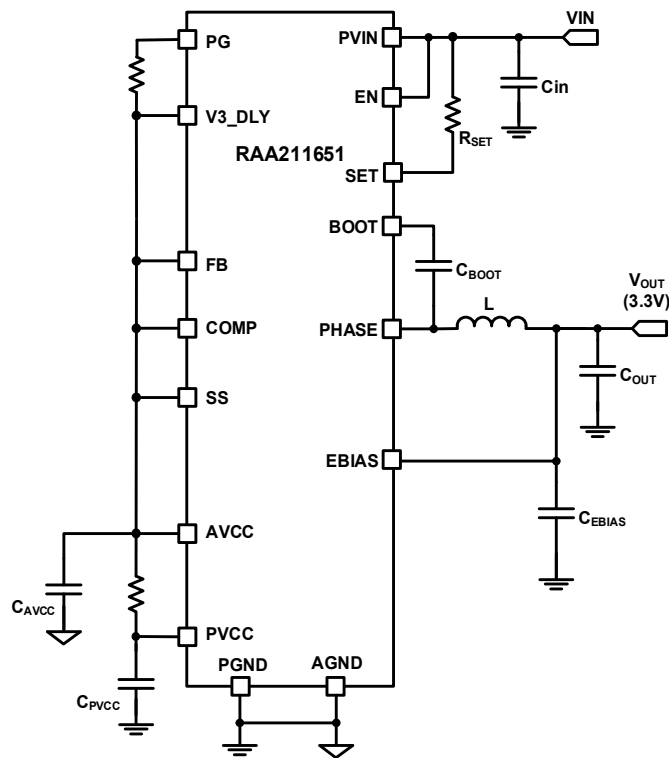 VIN
PG
PVIN
Cin
EN
V3_DLY
RSET
RAA211651
SET
BOOT
FB
CBOOT
VOUT
(3.3V)
L
COMP
PHASE
COUT
SS
EBIAS
CEBIAS
AVCC
CAVCC
PVCC
PGND
AGND
CPVCC